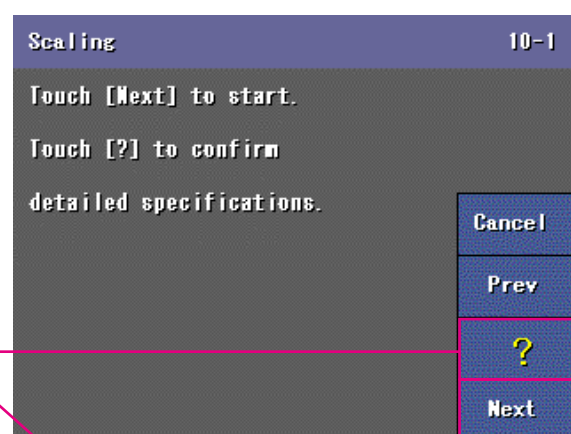 Scaling 10-1
Touch [Next] to start.
Touch [?] to confirm
detailed specifications.
Cancel
Prev
?
Next